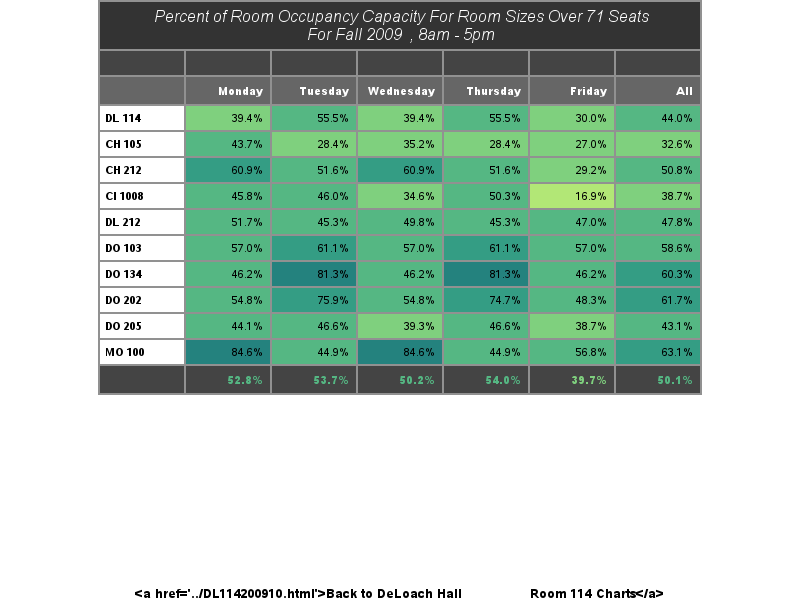 Percent of Room Occupancy Capacity For Room Sizes Over 71 Seats
For Fall 2009 , 8am - 5pm
Monday Tuesday Wednesday Thursday Friday All
DL 114 39.4% 55.5% 39.4% 55.5% 30.0% 44.0%
CH 105 43.7% 28.4% 35.2% 28.4% 27.0% 32.6%
CH 212 60.9% 51.6% 60.9% 51.6% 29.2% 50.8%
CI 1008 45.8% 46.0% 34.6% 50.3% 16.9% 38.7%
DL 212 51.7% 45.3% 49.8% 45.3% 47.0% 47.8%
DO 103 57.0% 61.1% 57.0% 61.1% 57.0% 58.6%
DO 134 46.2% 81.3% 46.2% 81.3% 46.2% 60.3%
DO 202 54.8% 75.9% 54.8% 74.7% 48.3% 61.7%
DO 205 44.1% 46.6% 39.3% 46.6% 38.7% 43.1%
MO 100 84.6% 44.9% 84.6% 44.9% 56.8% 63.1%
52.8% 53.7% 50.2% 54.0% 39.7% 50.1%
<a href='../DL114200910.html'>Back to DeLoach Hall Room 114 Charts</a>